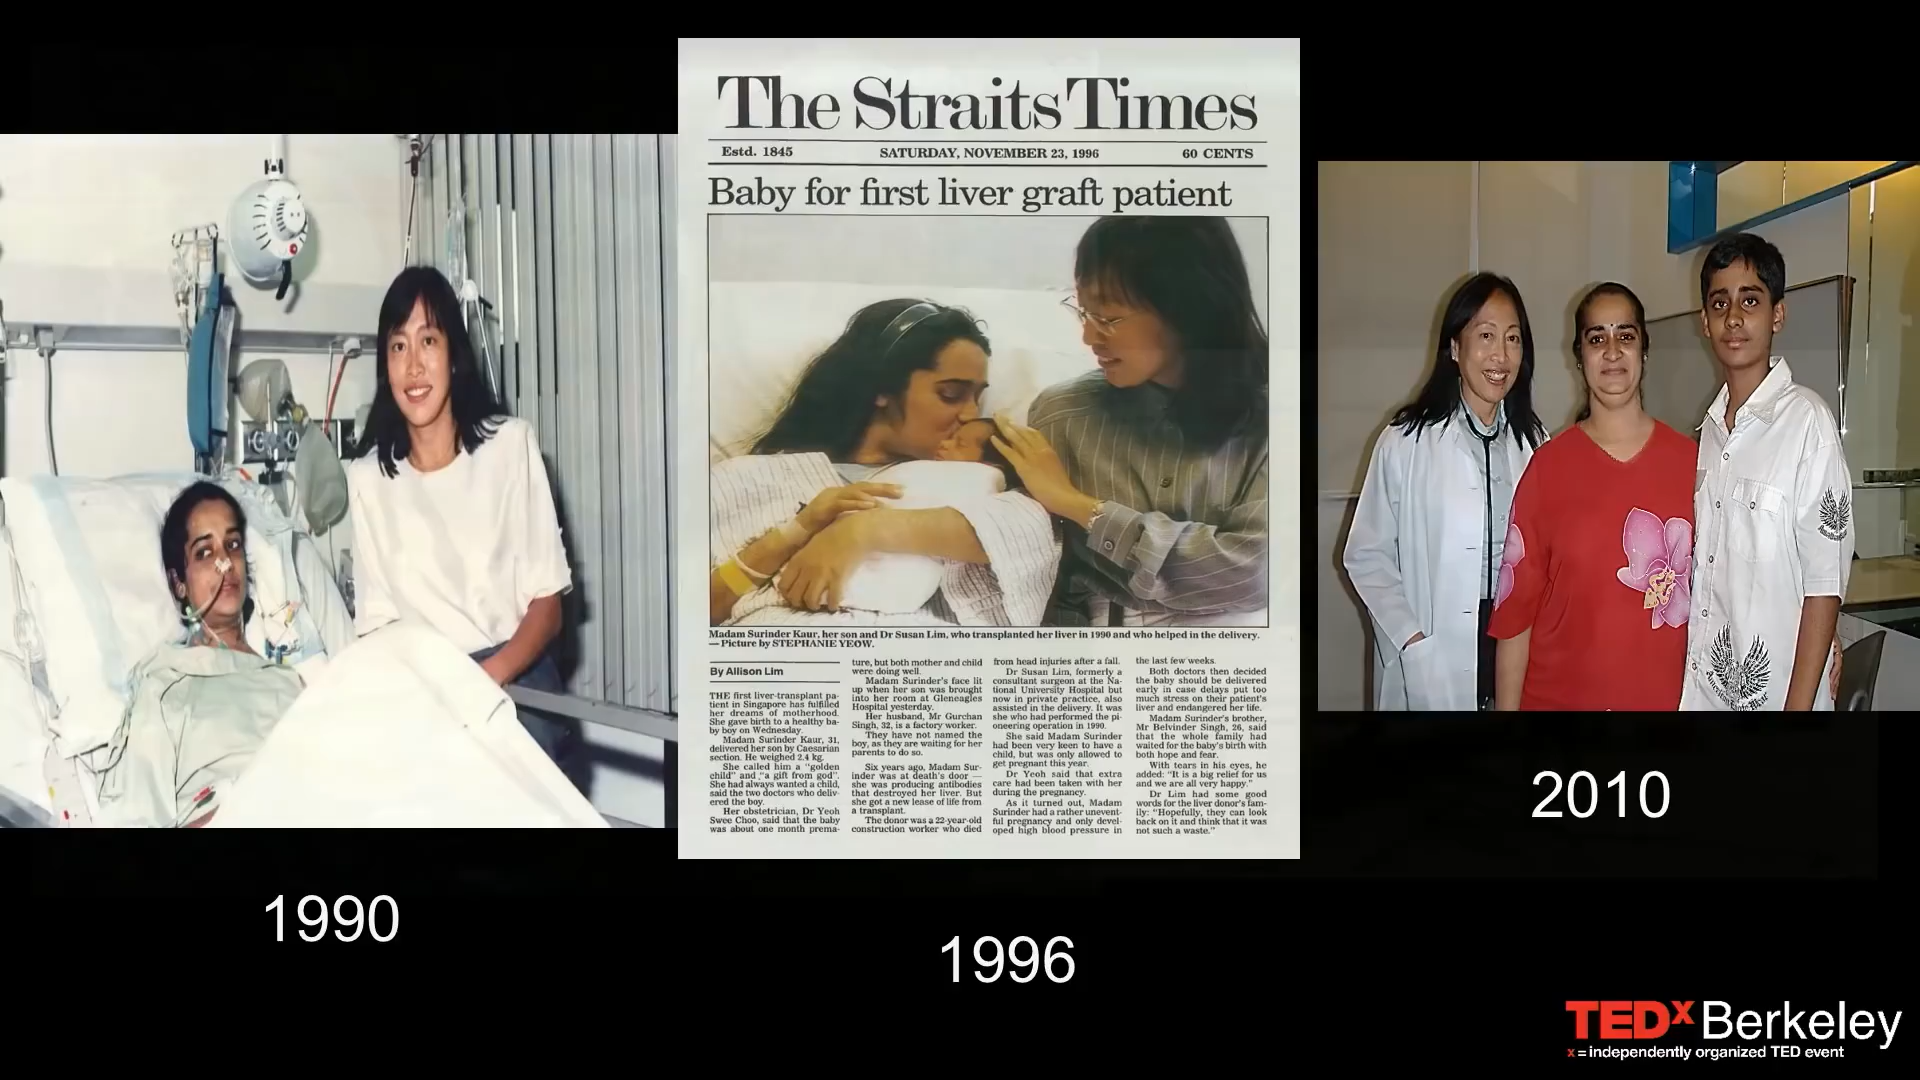 The Straits Times
Estd. 1845 SATURDAY, NOVEMBER 23, 1996 60 CENTS
Baby for first liver graft patient
Madam Surinder Kaur, her son and Dr Susan Lim, who transplanted her liver in 1990 and who helped in the delivery.
— Picture by STEPHANIE YEOW.
By Allison Lim
THE first liver-transplant pa-
tient in Singapore has fulfilled
her dreams of motherhood.
She gave birth to a healthy ba-
by boy on Wednesday.
Madam Surinder Kaur, 31,
delivered her son by Caesarian
section. He weighed 2.4 kg.
She called him a "golden
child" and "a gift from god".
She had always wanted a child,
said the two doctors who deliv-
ered the boy.
Her obstetrician, Dr Yeoh
Swee Choo, said that the baby
was about one month prema-
ture, but both mother and child
were doing well.
Madam Surinder's face lit
up when her son was brought
into her room at Gleneagles
Hospital yesterday.
Her husband, Mr Gurchan
Singh, 32, is a factory worker.
They have not named the
boy, as they are waiting for her
parents to do so.
Six years ago, Madam Sur-
inder was at death's door —
she was producing antibodies
that destroyed her liver. But
she got a new lease of life from
a transplant.
The donor was a 22-year-old
construction worker who died
from head injuries after a fall.
Dr Susan Lim, formerly a
consultant surgeon at the Na-
tional University Hospital but
now in private practice, also
assisted in the delivery. It was
she who had performed the pi-
oneering operation in 1990.
She said Madam Surinder
had been very keen to have a
child, but was only allowed to
get pregnant this year.
Dr Yeoh said that extra
care had been taken with her
during the pregnancy.
As it turned out, Madam
Surinder had a rather unevent-
ful pregnancy and only devel-
oped high blood pressure in
the last few weeks.
Both doctors then decided
the baby should be delivered
early in case delays put too
much stress on their patient's
liver and endangered her life.
Madam Surinder's brother,
Mr Belvinder Singh, 26, said
that the whole family had
waited for the baby's birth with
both hope and fear.
With tears in his eyes, he
added: "It is a big relief for us
and we are all very happy."
Dr Lim had some good
words for the liver donor's fam-
ily: "Hopefully, they can look
back on it and think that it was
not such a waste."
1990
1996
2010
TEDx Berkeley
x = independently organized TED event